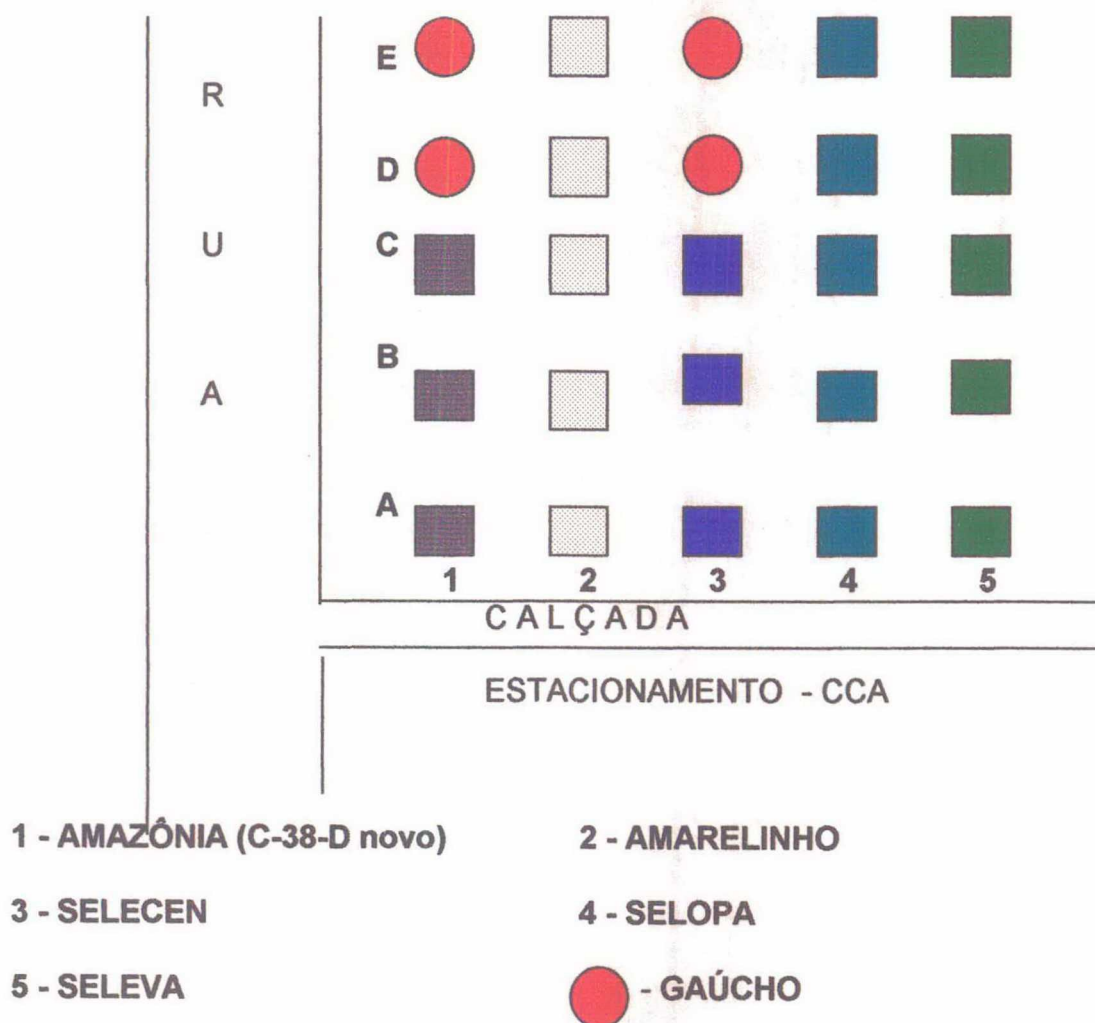 R
U
A
E
D
C
B
A
1 2 3 4 5
CALÇADA
ESTACIONAMENTO - CCA
1 - AMAZÔNIA (C-38-D novo) 2 - AMARELINHO
3 - SELECEN 4 - SELOPA
5 - SELEVA - GAÚCHO